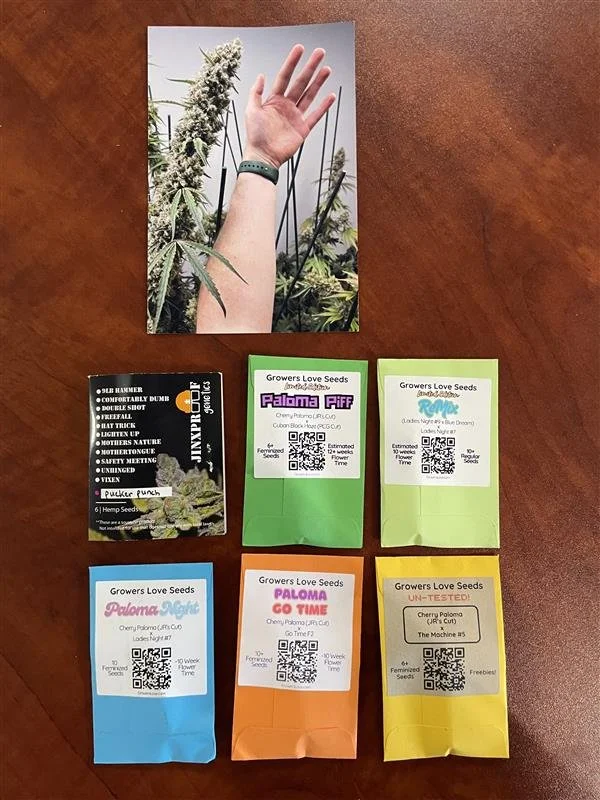 9LB HAMMER
COMFORTABLY DUMB
DOUBLE SHOT
FREEFALL
HAT TRICK
LIGHTEN UP
MOTHERS NATURE
MOTHERTONGUE
SAFETY MEETING
UNHINGED
VIXEN
pucker punch
6 | Hemp Seeds
**These are a souvenir product
JINXPROOF
genetics
Growers Love Seeds
Limited Edition
Paloma Piff
Cherry Paloma (JR's Cut)
x
Cuban Black Haze (PCG Cut)
6+
Feminized
Seeds
Estimated
12+ weeks
Flower
Time
Growers Love Seeds
Limited Edition
ReMix
(Ladies Night #9 x Blue Dream)
x
Ladies Night #7
Estimated
10 weeks
Flower
Time
10+
Regular
Seeds
Growers Love Seeds
Paloma Night
Cherry Paloma (JR's Cut)
x
Ladies Night #7
10
Feminized
Seeds
~10 Week
Flower
Time
Growers Love Seeds
PALOMA
GO TIME
Cherry Paloma (JR's Cut)
x
Go Time F2
10+
Feminized
Seeds
~10 Week
Flower
Time
Growers Love Seeds
UN-TESTED!
Cherry Paloma
(JR's Cut)
x
The Machine #5
6+
Feminized
Seeds
Freebies!